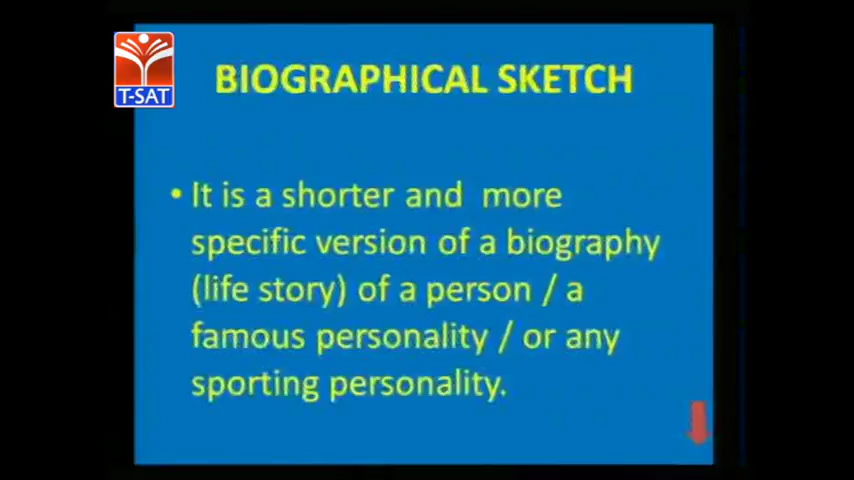 BIOGRAPHICAL SKETCH
T-SAT
• It is a shorter and more
specific version of a biography
(life story) of a person / a
famous personality / or any
sporting personality.